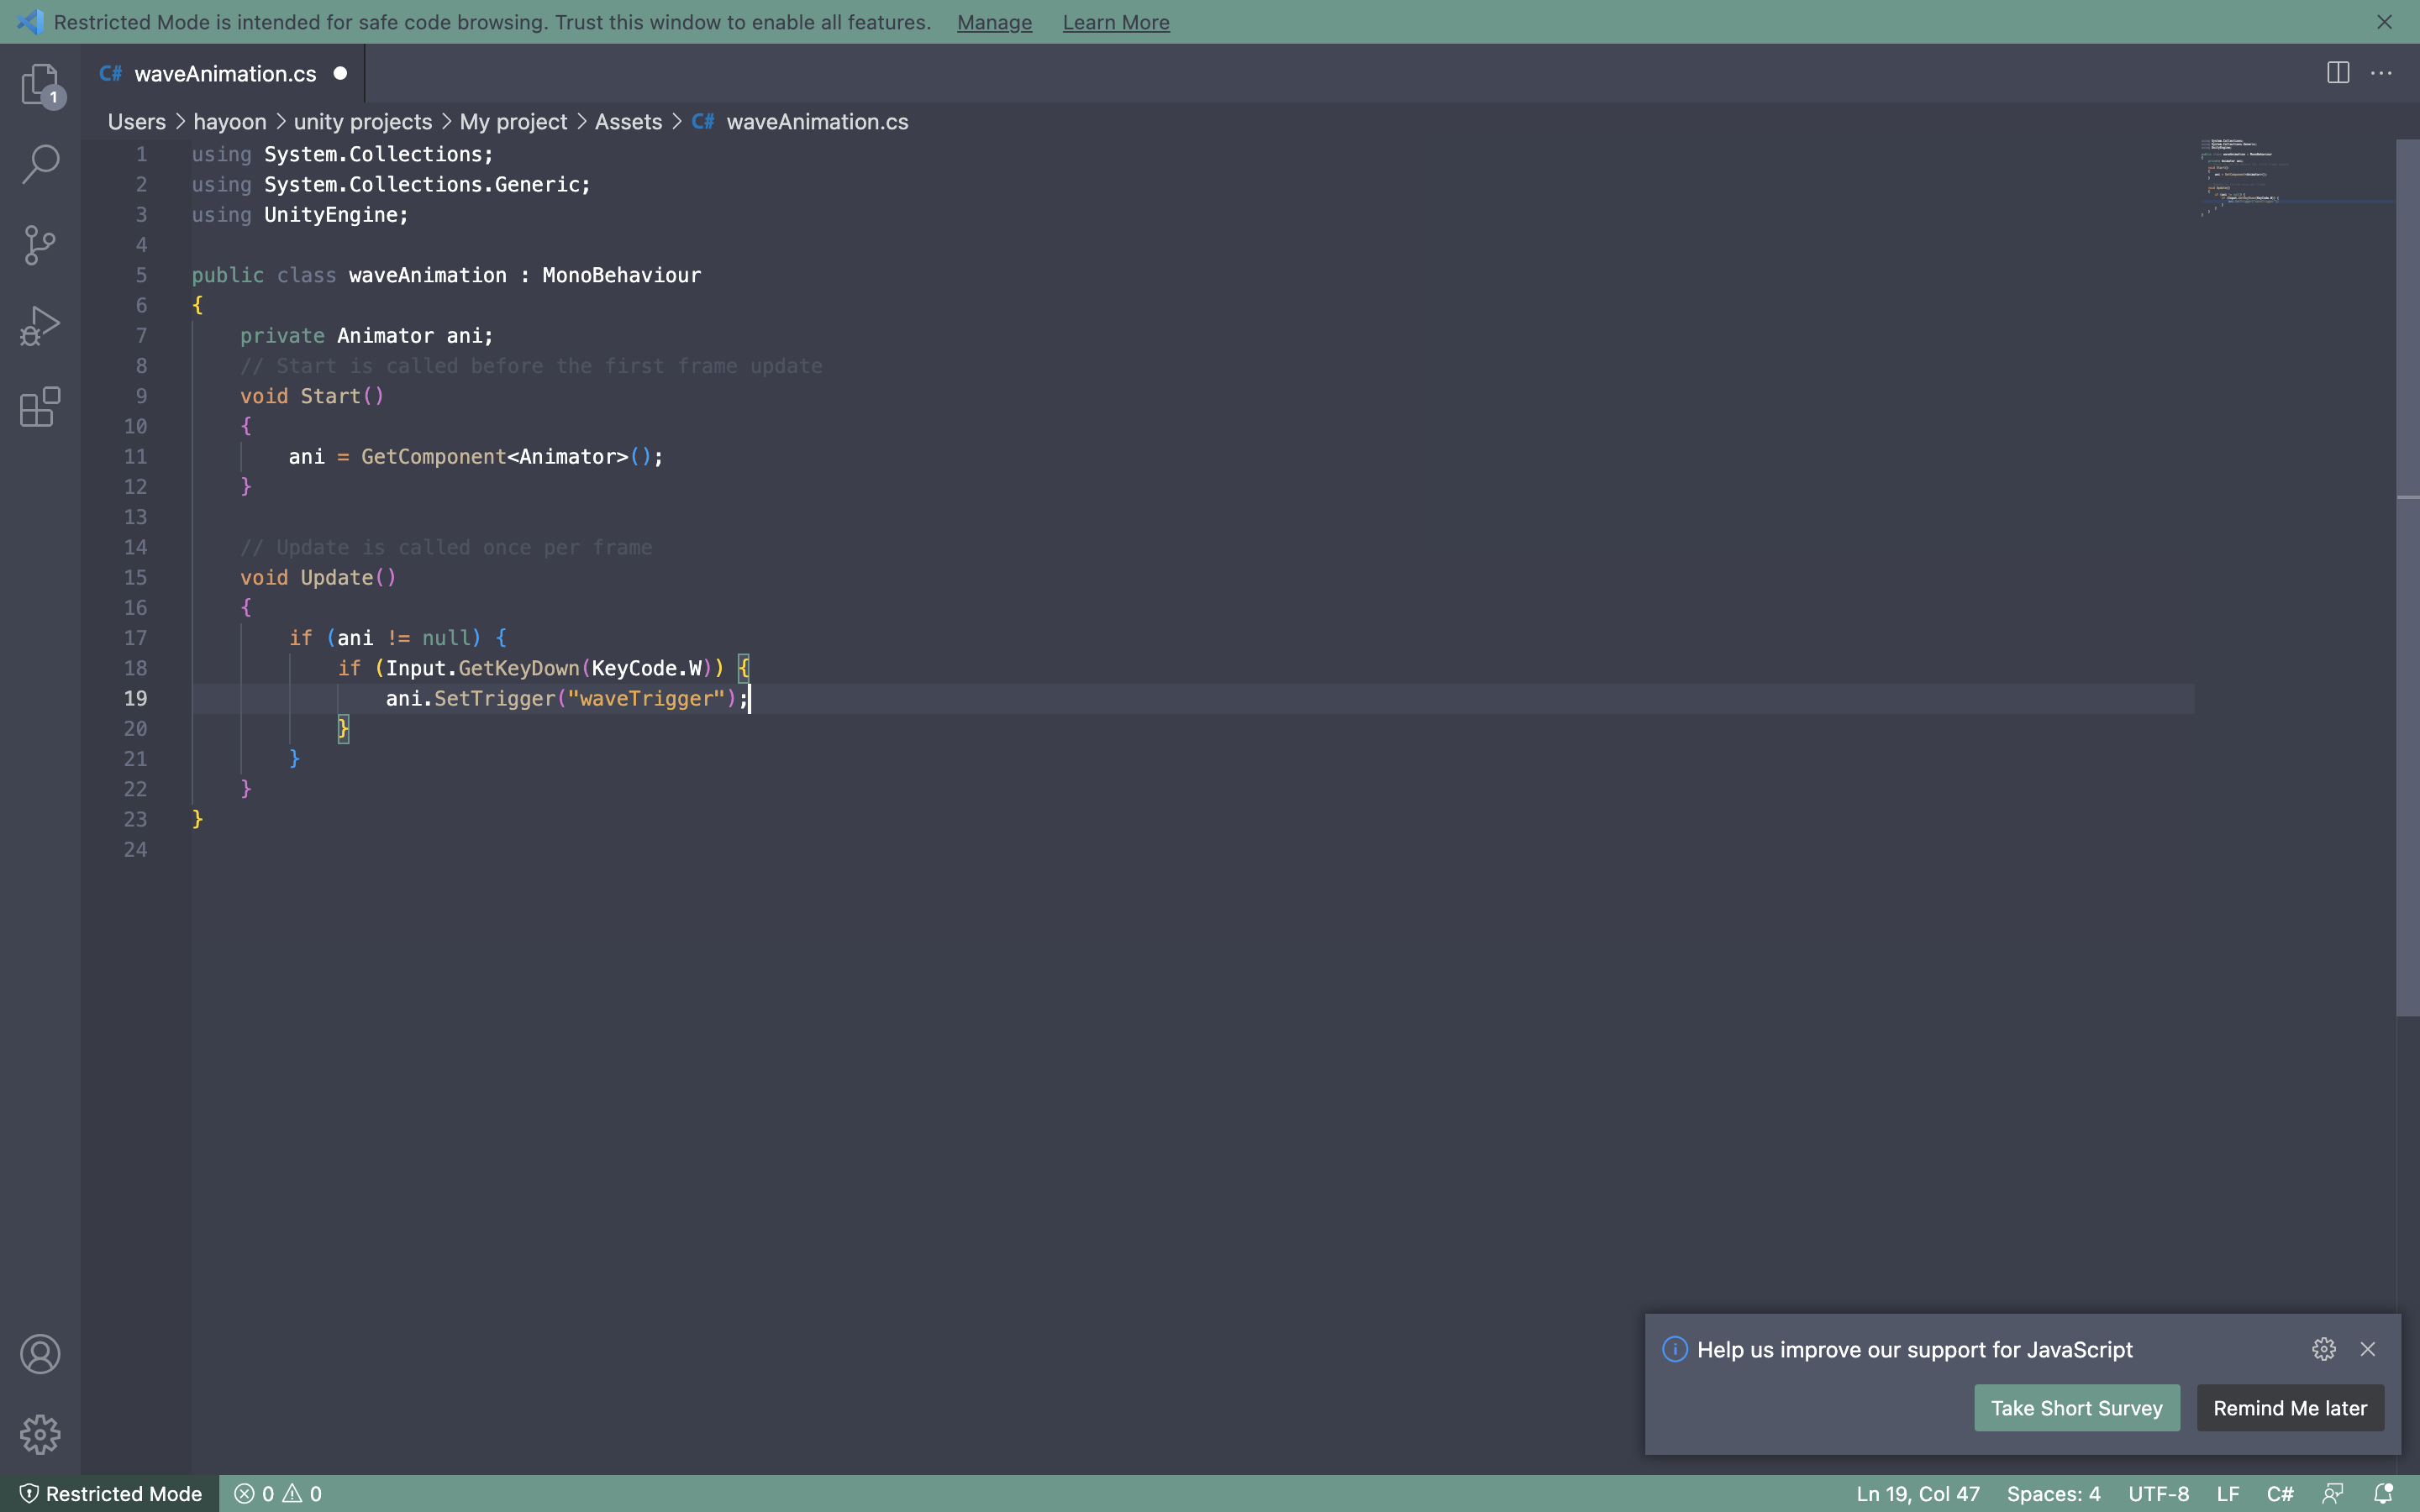 Restricted Mode is intended for safe code browsing. Trust this window to enable all features. Manage Learn More
1
C# waveAnimation.cs
Users > hayoon > unity projects > My project > Assets > C# waveAnimation.cs
1 using System.Collections;
2 using System.Collections.Generic;
3 using UnityEngine;
4
5 public class waveAnimation : MonoBehaviour
6 {
7 private Animator ani;
8 // Start is called before the first frame update
9 void Start()
10 {
11 ani = GetComponent<Animator>();
12 }
13
14 // Update is called once per frame
15 void Update()
16 {
17 if (ani != null) {
18 if (Input.GetKeyDown(KeyCode.W)) {
19 ani.SetTrigger("waveTrigger");
20 }
21 }
22 }
23 }
24
Help us improve our support for JavaScript
Take Short Survey Remind Me later
Restricted Mode 0 0 Ln 19, Col 47 Spaces: 4 UTF-8 LF C#